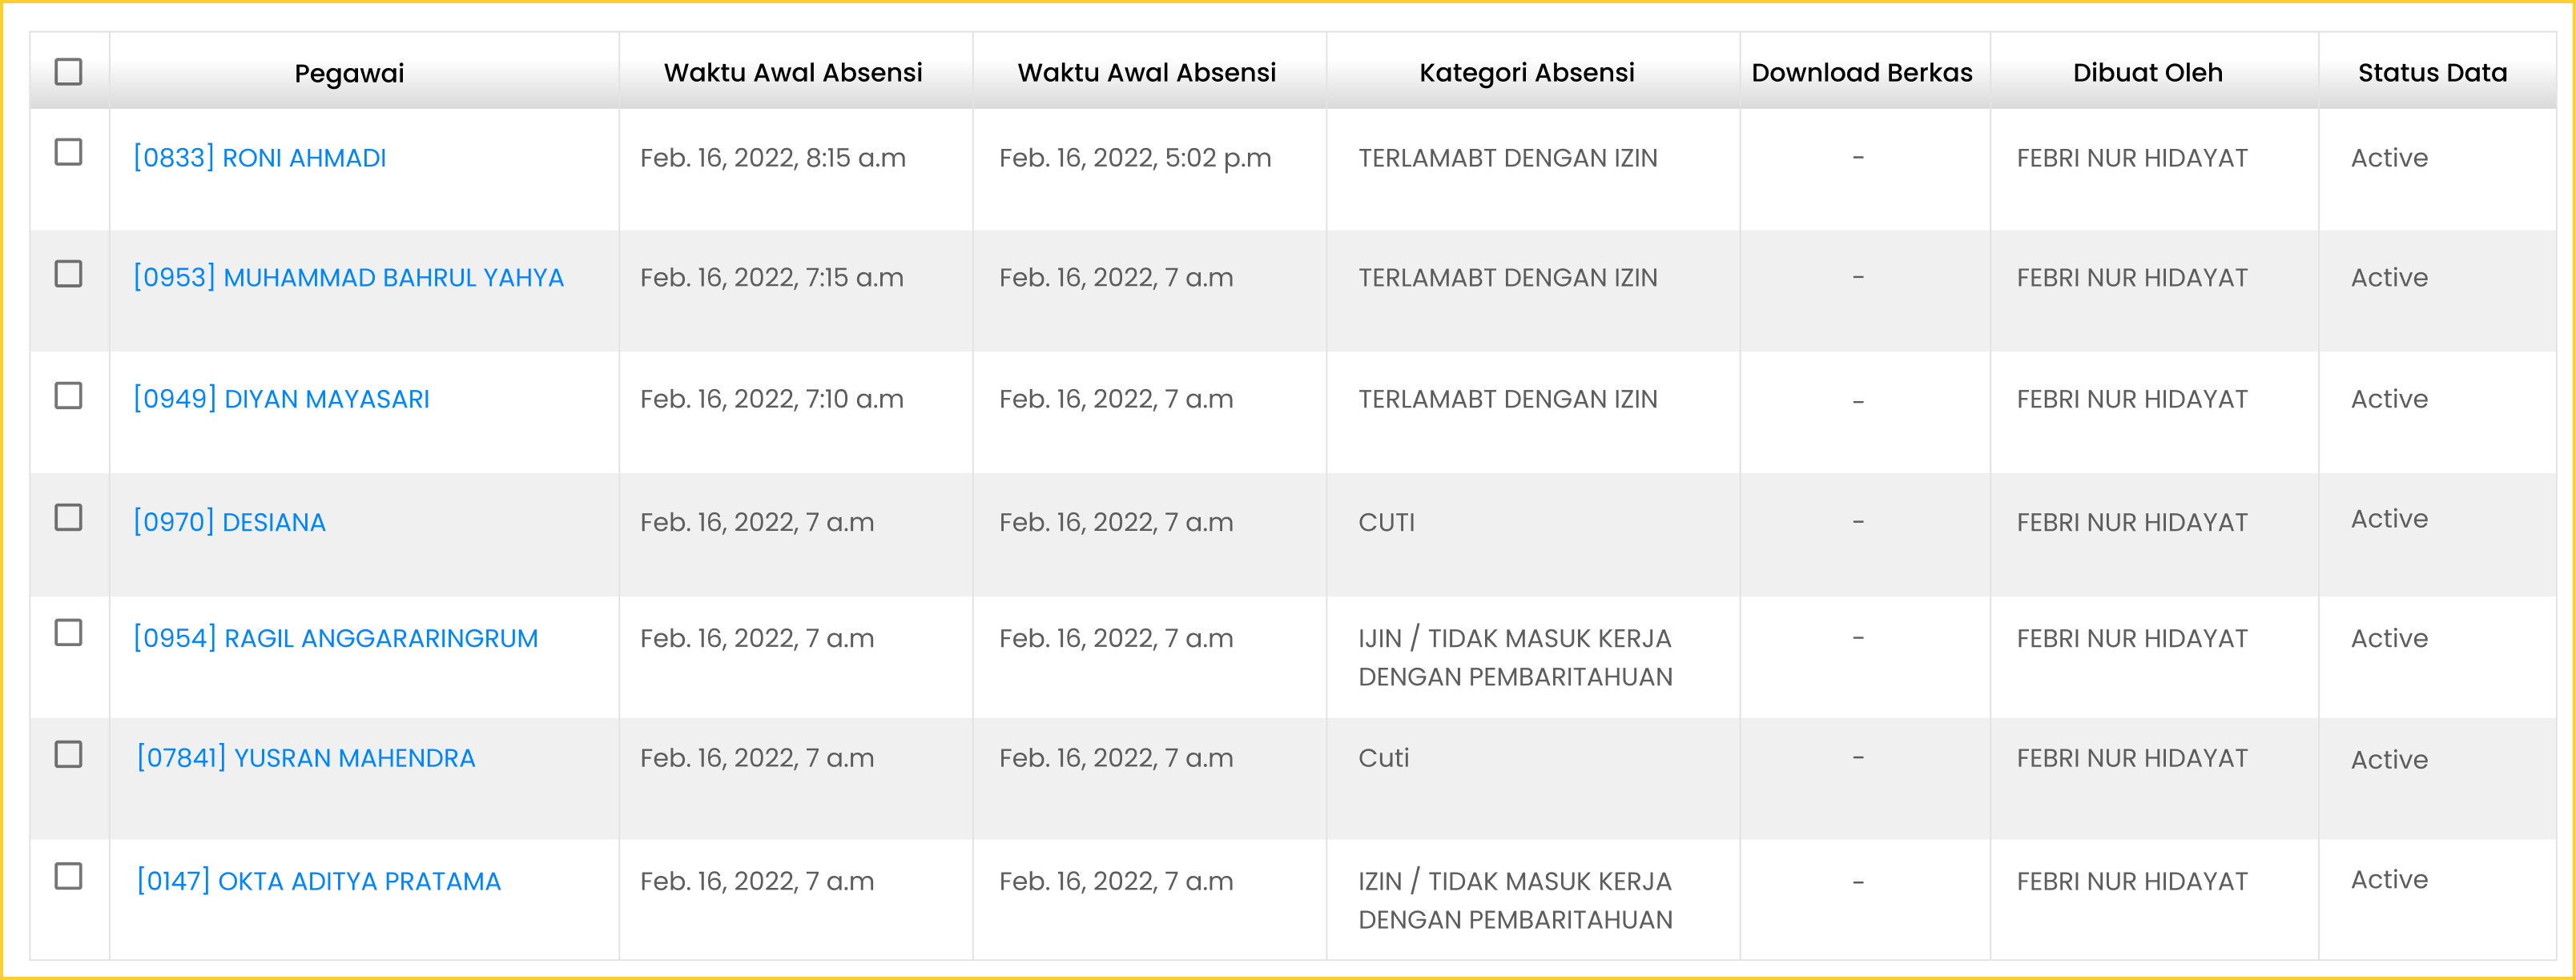 Pegawai Waktu Awal Absensi Waktu Awal Absensi Kategori Absensi Download Berkas Dibuat Oleh Status Data
[0833] RONI AHMADI Feb. 16, 2022, 8:15 a.m Feb. 16, 2022, 5:02 p.m TERLAMABT DENGAN IZIN - FEBRI NUR HIDAYAT Active
[0953] MUHAMMAD BAHRUL YAHYA Feb. 16, 2022, 7:15 a.m Feb. 16, 2022, 7 a.m TERLAMABT DENGAN IZIN - FEBRI NUR HIDAYAT Active
[0949] DIYAN MAYASARI Feb. 16, 2022, 7:10 a.m Feb. 16, 2022, 7 a.m TERLAMABT DENGAN IZIN - FEBRI NUR HIDAYAT Active
[0970] DESIANA Feb. 16, 2022, 7 a.m Feb. 16, 2022, 7 a.m CUTI - FEBRI NUR HIDAYAT Active
[0954] RAGIL ANGGARARINGRUM Feb. 16, 2022, 7 a.m Feb. 16, 2022, 7 a.m IJIN / TIDAK MASUK KERJA - FEBRI NUR HIDAYAT Active
DENGAN PEMBARITAHUAN
[07841] YUSRAN MAHENDRA Feb. 16, 2022, 7 a.m Feb. 16, 2022, 7 a.m Cuti - FEBRI NUR HIDAYAT Active
[0147] OKTA ADITYA PRATAMA Feb. 16, 2022, 7 a.m Feb. 16, 2022, 7 a.m IZIN / TIDAK MASUK KERJA - FEBRI NUR HIDAYAT Active
DENGAN PEMBARITAHUAN